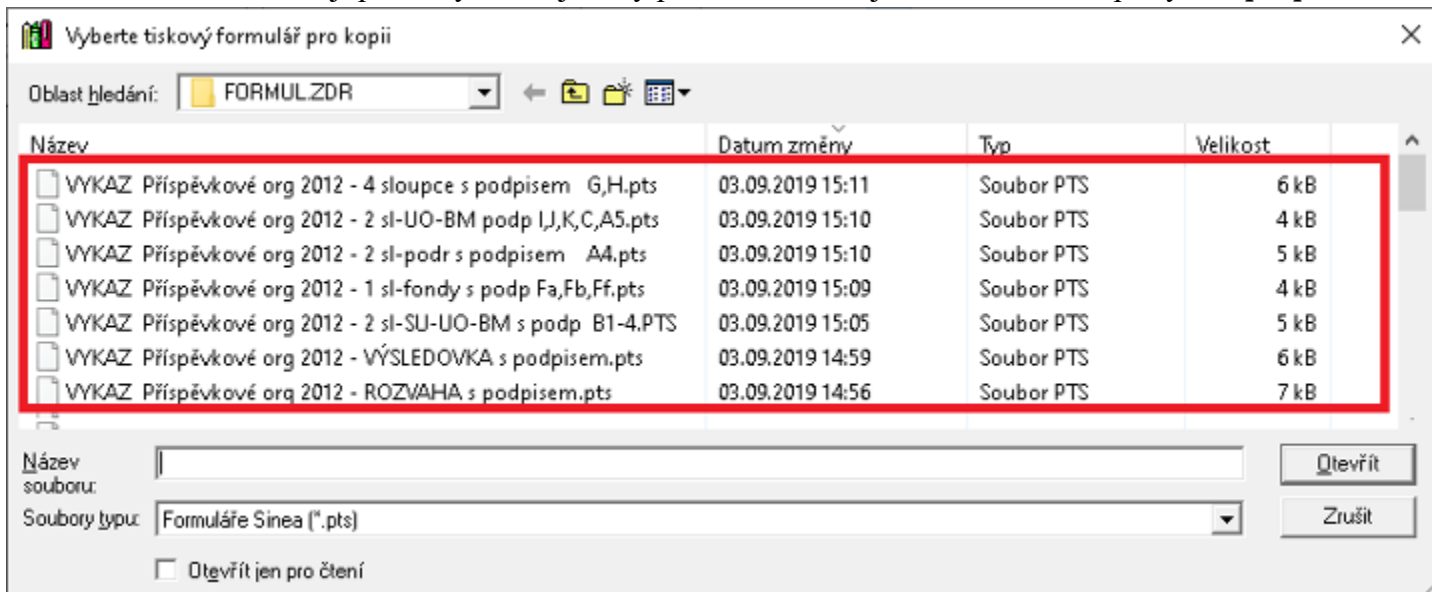 Vyberte tiskový formulář pro kopii
Oblast hledání: FORMUL.ZDR
Název Datum změny Typ Velikost
VYKAZ Příspěvkové org 2012 - 4 sloupce s podpisem G,H.pts 03.09.2019 15:11 Soubor PTS 6 kB
VYKAZ Příspěvkové org 2012 - 2 sl-UO-BM podp I,J,K,C,A5.pts 03.09.2019 15:10 Soubor PTS 4 kB
VYKAZ Příspěvkové org 2012 - 2 sl-podr s podpisem A4.pts 03.09.2019 15:10 Soubor PTS 5 kB
VYKAZ Příspěvkové org 2012 - 1 sl-fondy s podp Fa,Fb,Ff.pts 03.09.2019 15:09 Soubor PTS 4 kB
VYKAZ Příspěvkové org 2012 - 2 sl-SU-UO-BM s podp B1-4.PTS 03.09.2019 15:05 Soubor PTS 5 kB
VYKAZ Příspěvkové org 2012 - VÝSLEDOVKA s podpisem.pts 03.09.2019 14:59 Soubor PTS 6 kB
VYKAZ Příspěvkové org 2012 - ROZVAHA s podpisem.pts 03.09.2019 14:56 Soubor PTS 7 kB
Název souboru: Otevřít
Soubory typu: Formuláře Sinea (*.pts) Zrušit
Otevřít jen pro čtení